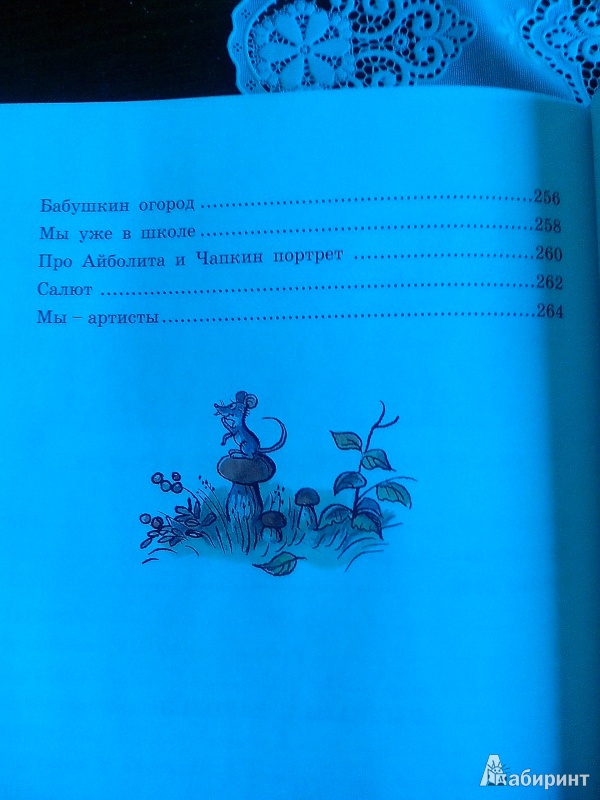 Бабушкин огород ........................................................256
Мы уже в школе ........................................................258
Про Айболита и Чапкин портрет ................................260
Салют ........................................................................262
Мы – артисты............................................................264
Лабиринт